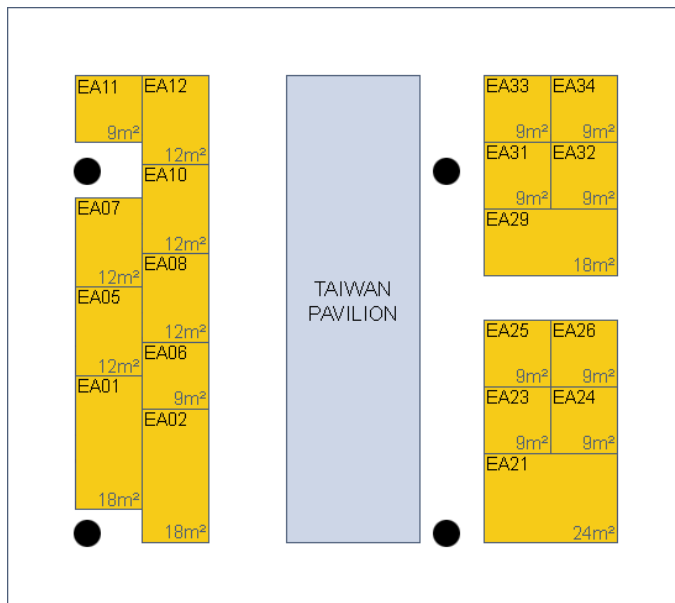 EA11
9m²
EA12
12m²
EA10
12m²
EA07
12m²
EA08
12m²
EA05
12m²
EA06
9m²
EA01
18m²
EA02
18m²
TAIWAN
PAVILION
EA33
9m²
EA34
9m²
EA31
9m²
EA32
9m²
EA29
18m²
EA25
9m²
EA26
9m²
EA23
9m²
EA24
9m²
EA21
24m²